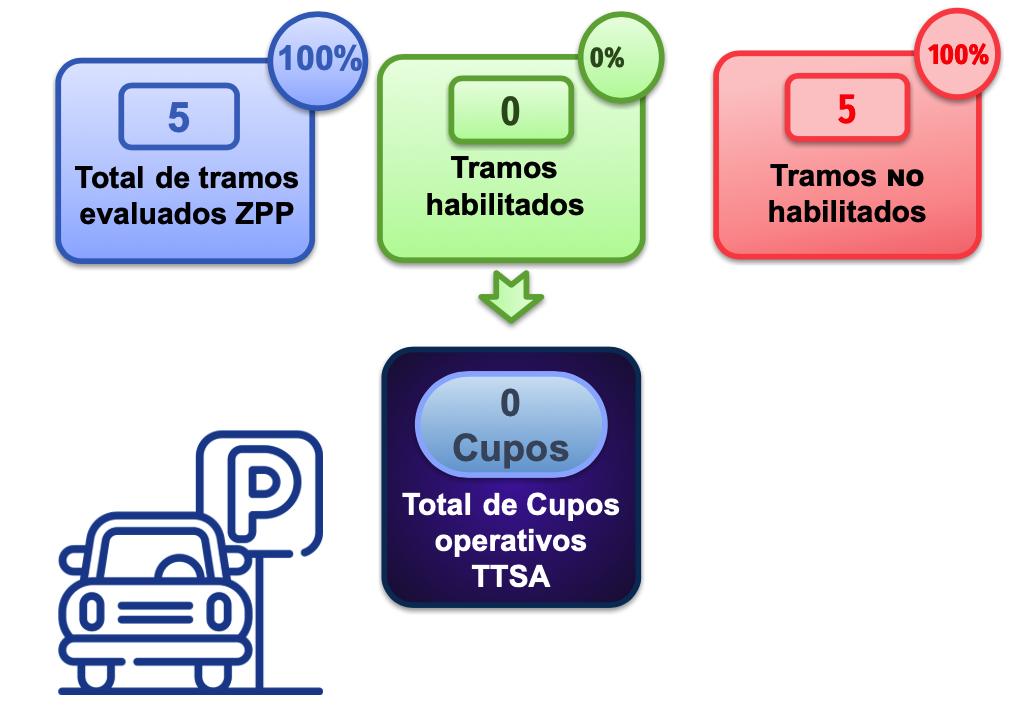 100%
5
Total de tramos
evaluados ZPP
0%
0
Tramos
habilitados
100%
5
Tramos NO
habilitados
0
Cupos
Total de Cupos
operativos
TTSA
P